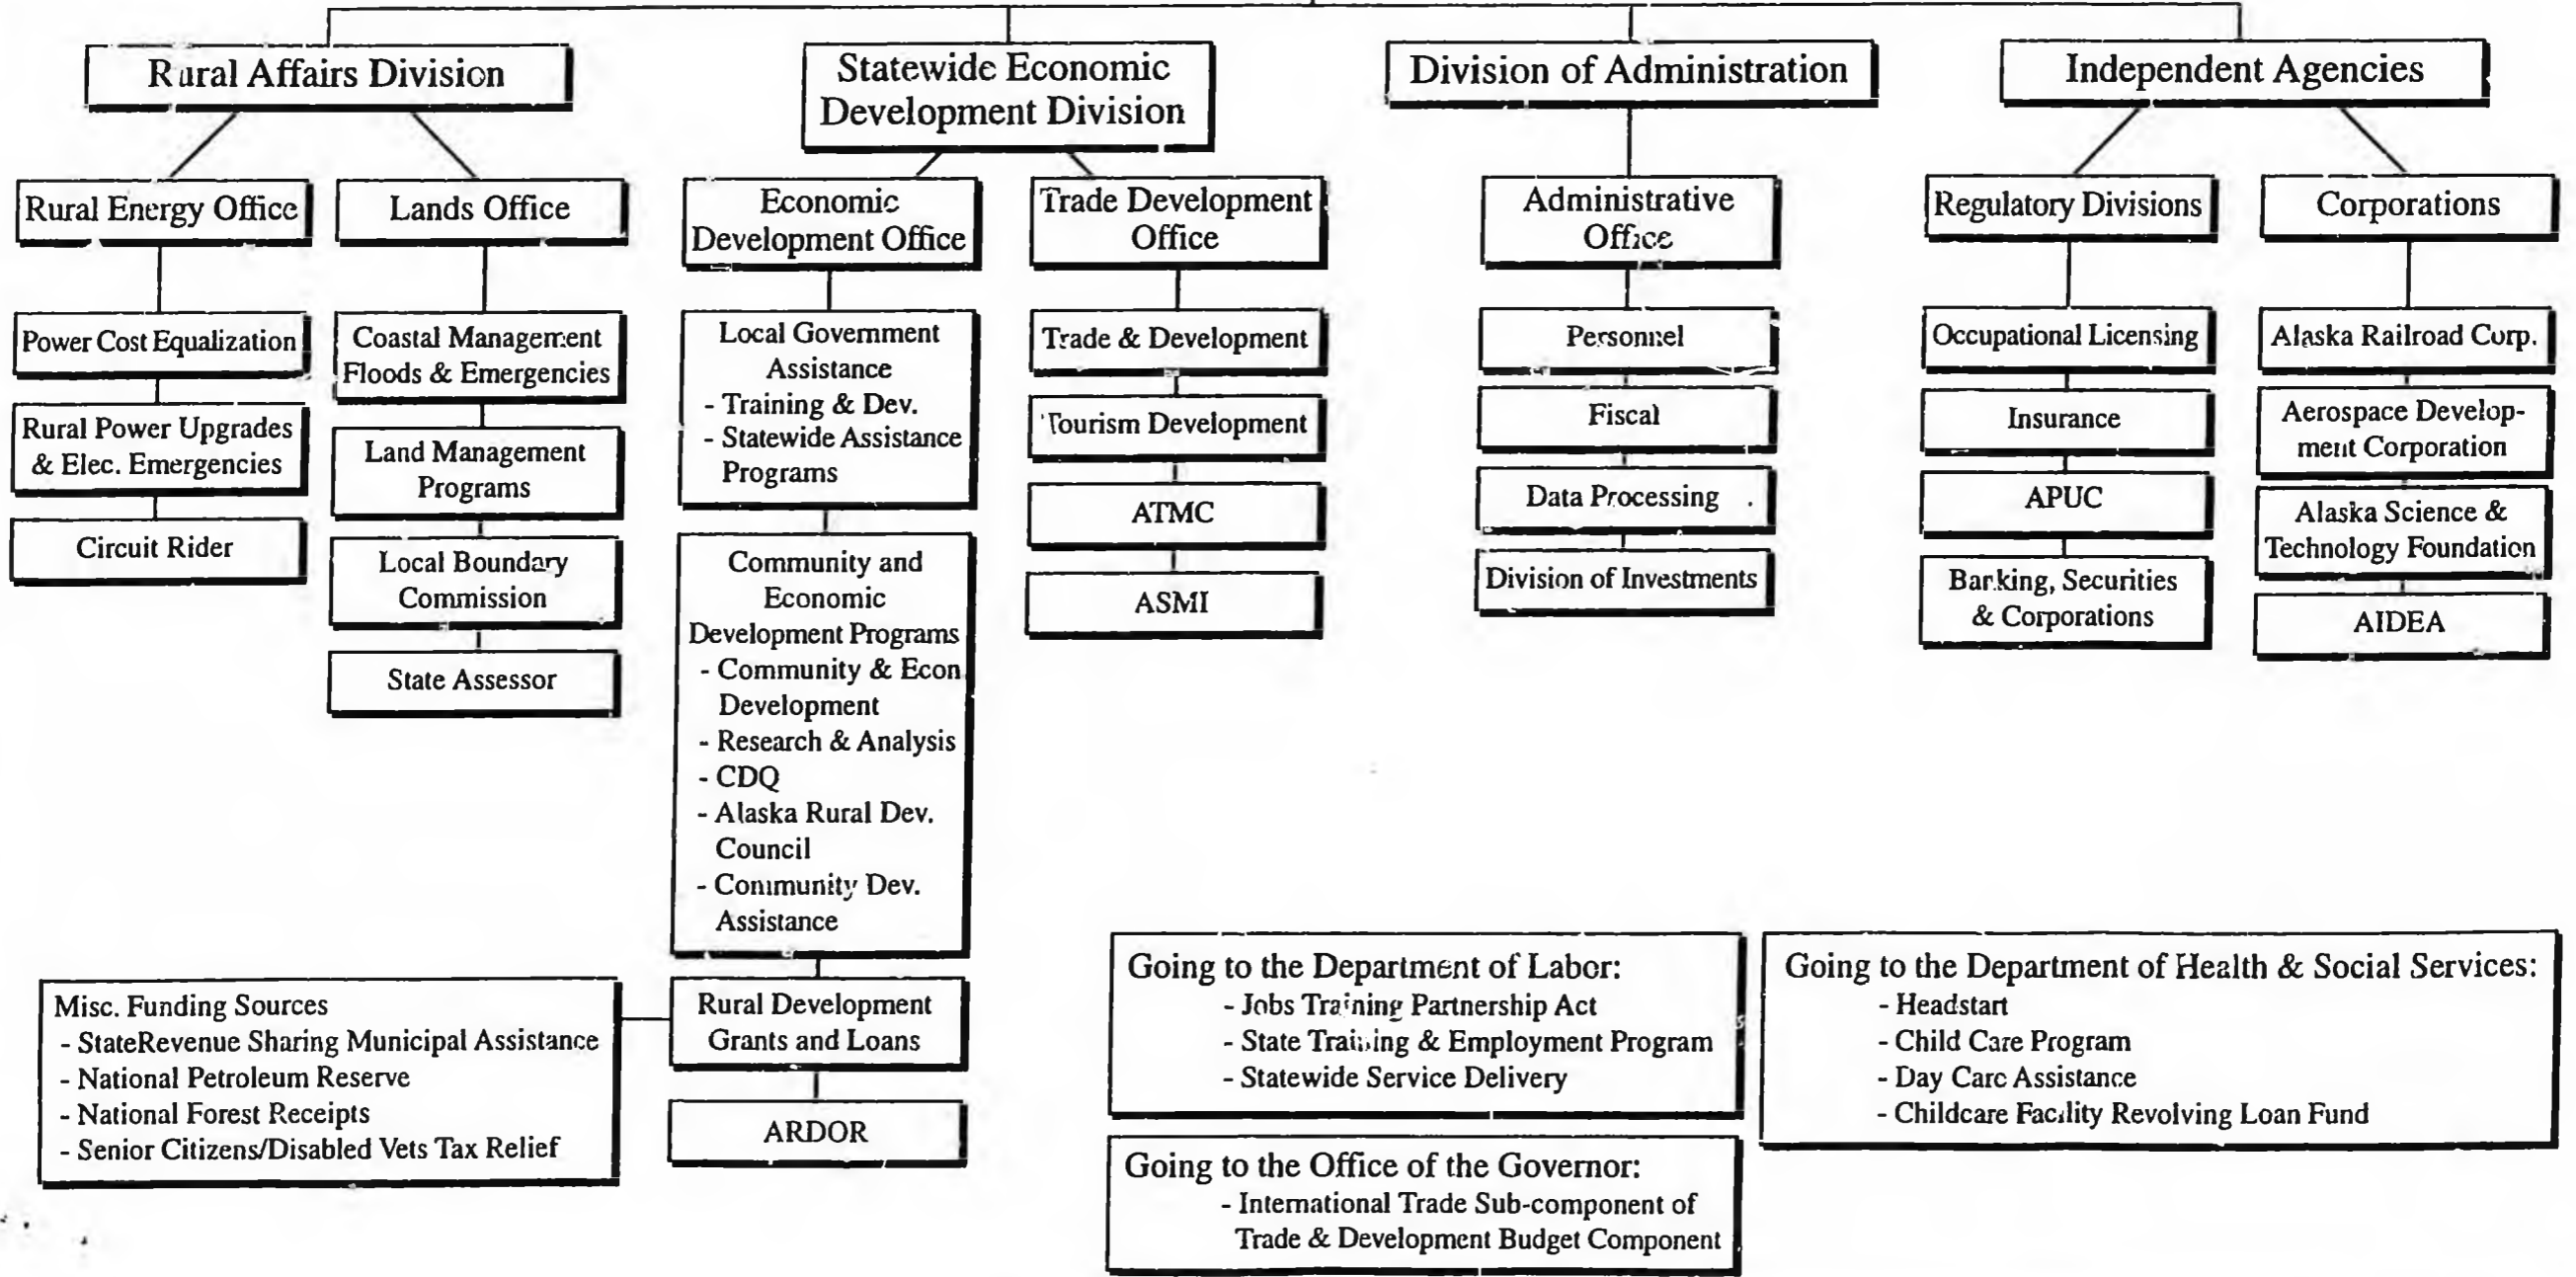 Rural Affairs Division
Rural Energy Office
Power Cost Equalization
Rural Power Upgrades
& Elec. Emergencies
Circuit Rider
Lands Office
Coastal Management
Floods & Emergencies
Land Management
Programs
Local Boundary
Commission
State Assessor
Statewide Economic
Development Division
Economic
Development Office
Local Government
Assistance
- Training & Dev.
- Statewide Assistance
Programs
Community and
Economic
Development Programs
- Community & Econ
Development
- Research & Analysis
- CDQ
- Alaska Rural Dev.
Council
- Community Dev.
Assistance
Rural Development
Grants and Loans
ARDOR
Misc. Funding Sources
- StateRevenue Sharing Municipal Assistance
- National Petroleum Reserve
- National Forest Receipts
- Senior Citizens/Disabled Vets Tax Relief
Trade Development
Office
Trade & Development
Tourism Development
ATMC
ASMI
Division of Administration
Administrative
Office
Personnel
Fiscal
Data Processing
Division of Investments
Independent Agencies
Regulatory Divisions
Occupational Licensing
Insurance
APUC
Banking, Securities
& Corporations
Corporations
Alaska Railroad Corp.
Aerospace Develop-
ment Corporation
Alaska Science &
Technology Foundation
AIDEA
Going to the Department of Labor:
- Jobs Training Partnership Act
- State Training & Employment Program
- Statewide Service Delivery
Going to the Office of the Governor:
- International Trade Sub-component of
Trade & Development Budget Component
Going to the Department of Health & Social Services:
- Headstart
- Child Care Program
- Day Care Assistance
- Childcare Facility Revolving Loan Fund